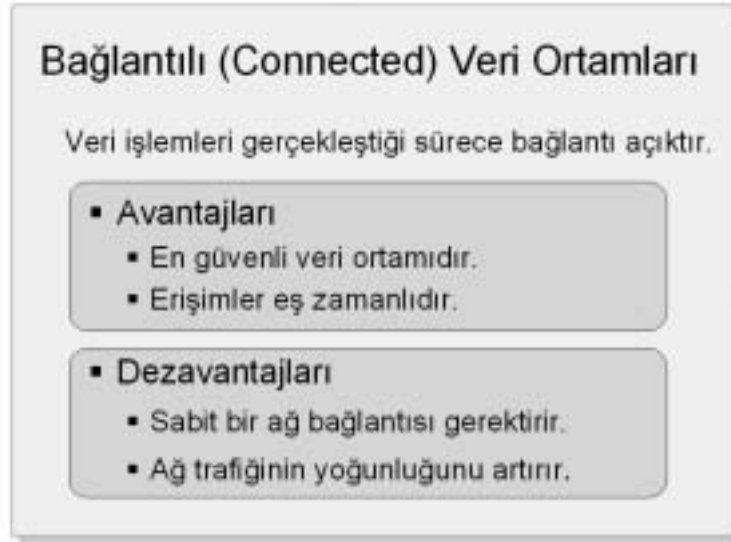 Bağlantılı (Connected) Veri Ortamları
Veri işlemleri gerçekleştiği sürece bağlantı açıktır.
▪ Avantajları
▪ En güvenli veri ortamıdır.
▪ Erişimler eş zamanlıdır.
▪ Dezavantajları
▪ Sabit bir ağ bağlantısı gerektirir.
▪ Ağ trafiğinin yoğunluğunu artırır.